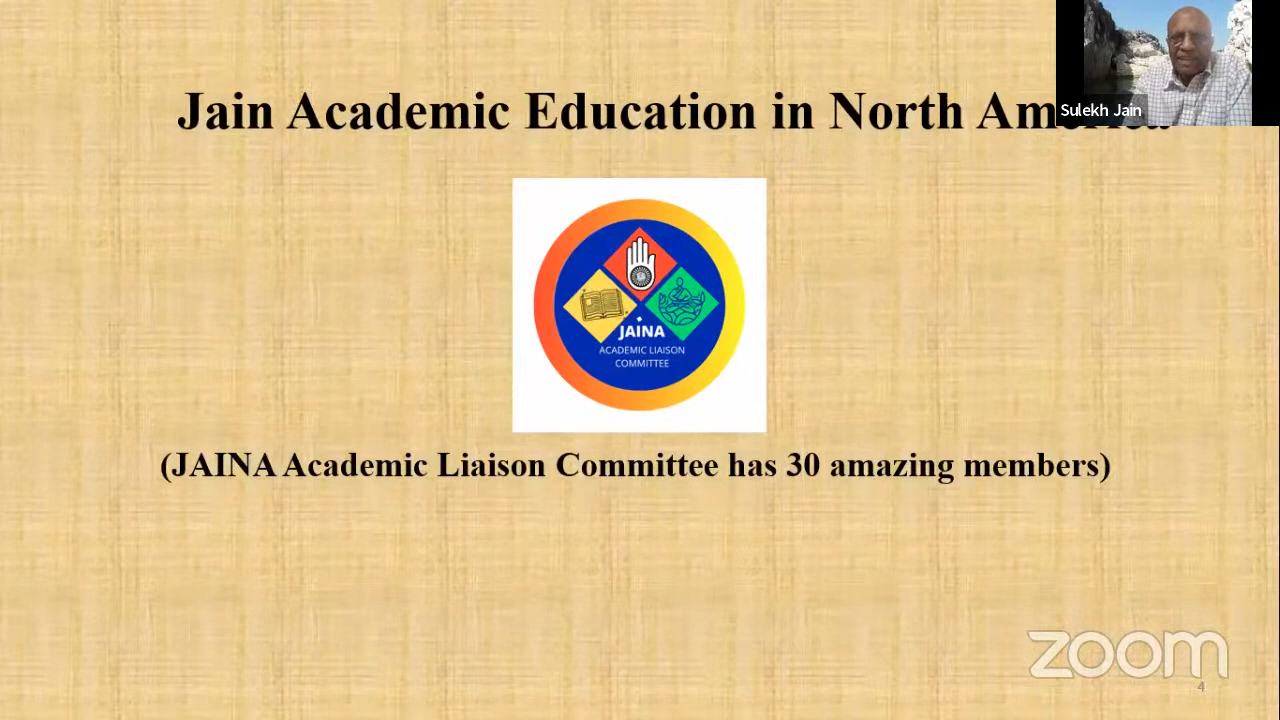 Jain Academic Education in North America
Sulekh Jain
JAINA
ACADEMIC LIAISON
COMMITTEE
(JAINA Academic Liaison Committee has 30 amazing members)
zoom
4